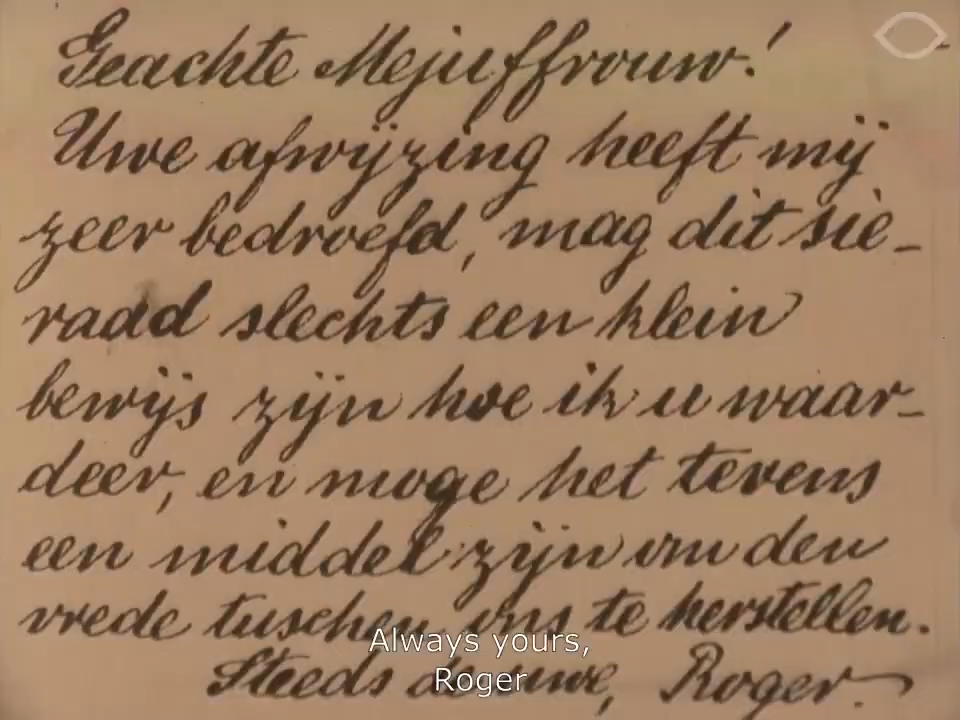 Geachte Mejuffrouw!
Uwe afwijzing heeft mij
zeer bedroefd, mag dit sie-
raad slechts een klein
bewijs zijn hoe ik u waar-
deer, en moge het tevens
een middel zijn om den
vrede tuschen ons te herstellen.
Always yours,
Steeds de uwe, Roger.
Roger